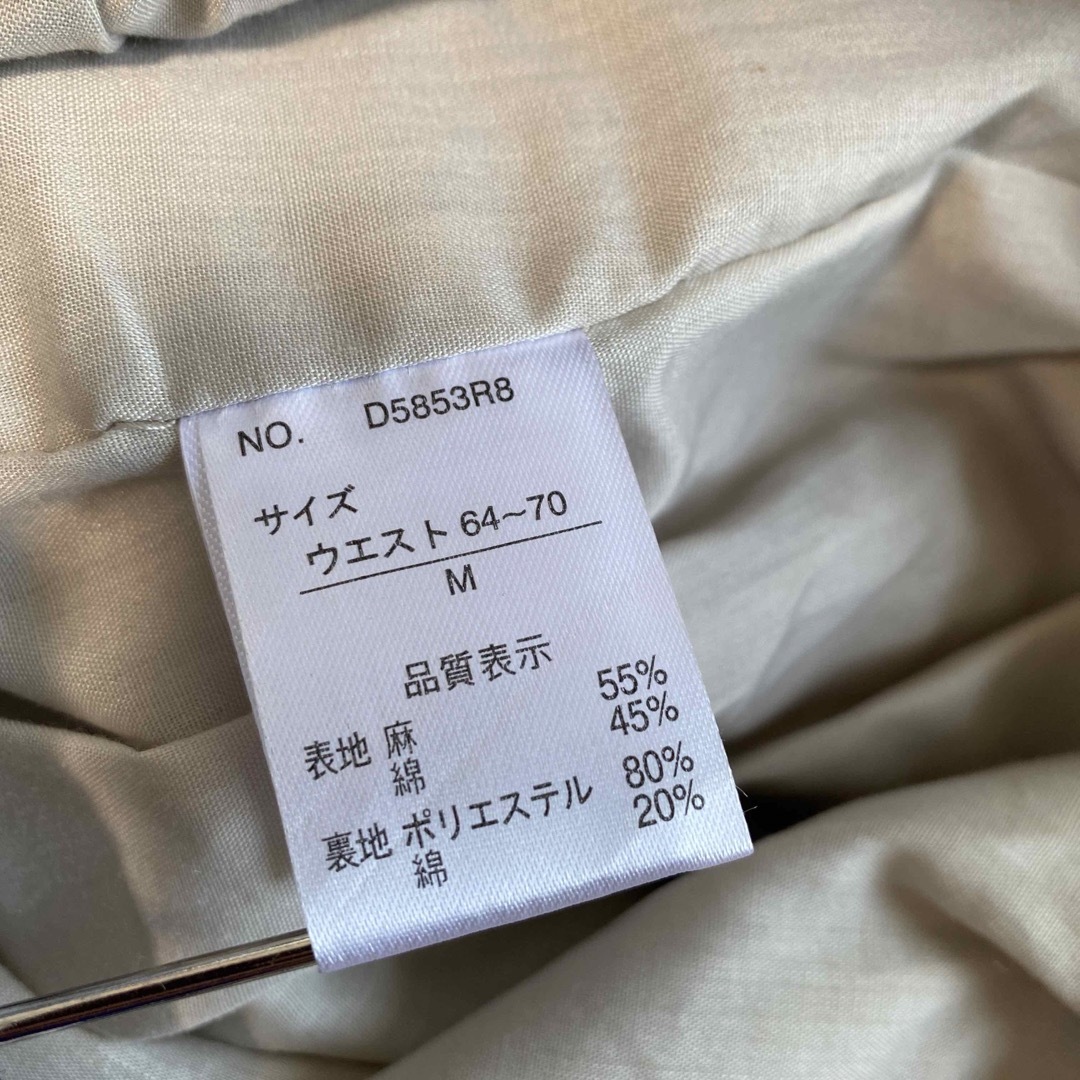 NO. D5853R8
サイズ
ウエスト 64~70
M
品質表示
表地 麻 55%
綿 45%
裏地 ポリエステル 80%
綿 20%